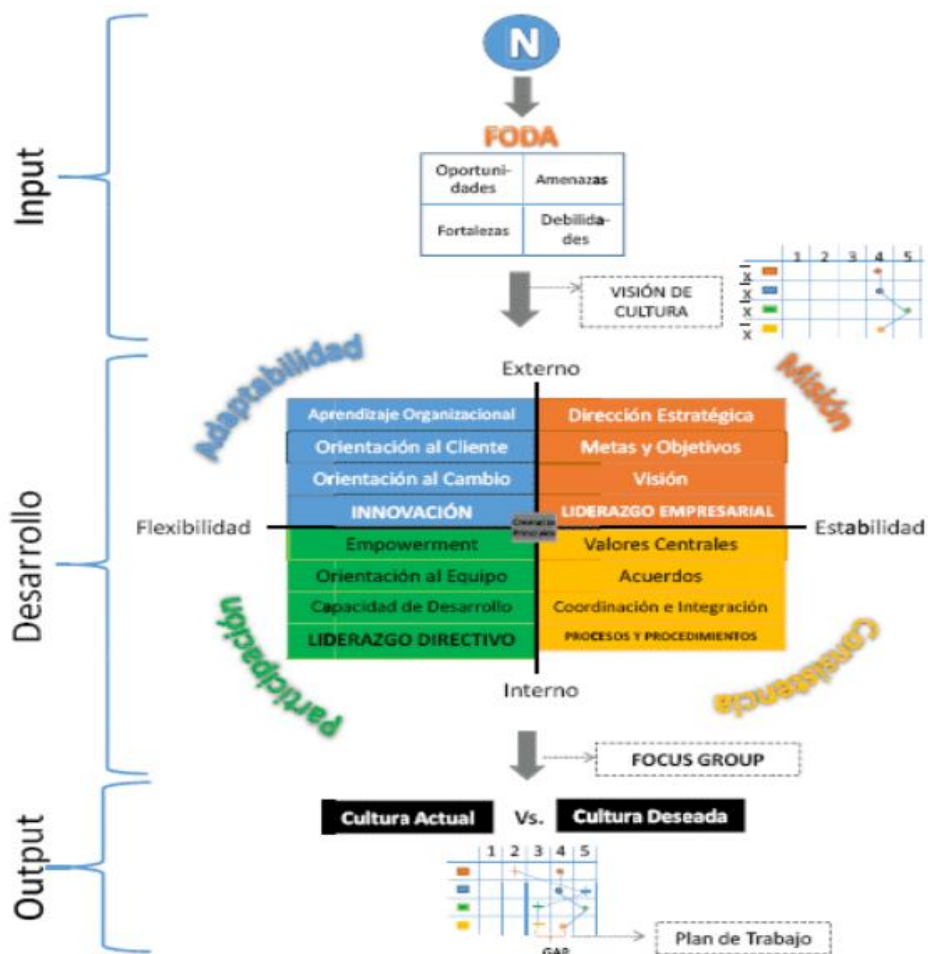 Input
N
FODA
Oportuni-
dades
Amenazas
Fortalezas
Debilida-
des
VISIÓN DE
CULTURA
1 2 3 4 5
x
x
x
x
Desarrollo
Adaptabilidad
Misión
Externo
Aprendizaje Organizacional
Dirección Estratégica
Orientación al Cliente
Metas y Objetivos
Orientación al Cambio
Visión
INNOVACIÓN
LIDERAZGO EMPRESARIAL
Flexibilidad
Estabilidad
Empowerment
Valores Centrales
Orientación al Equipo
Acuerdos
Capacidad de Desarrollo
Coordinación e Integración
LIDERAZGO DIRECTIVO
PROCESOS Y PROCEDIMIENTOS
Participación
Consistencia
Interno
FOCUS GROUP
Output
Cultura Actual Vs. Cultura Deseada
1 2 3 4 5
GAP
Plan de Trabajo